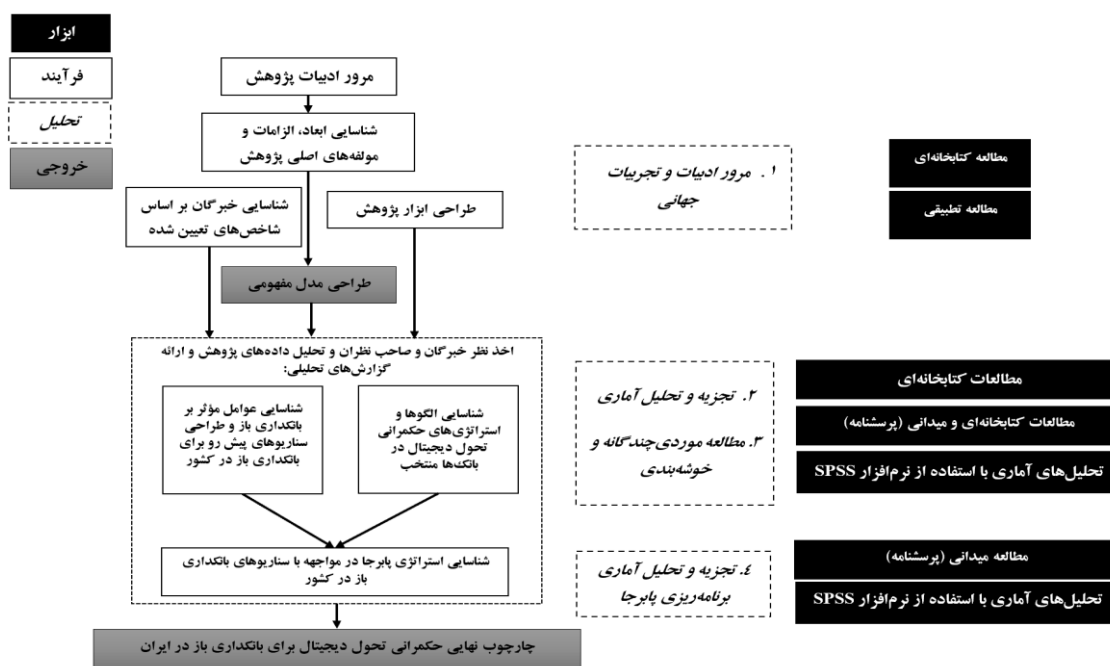 ابزار
فرآیند
تحلیل
خروجی
مرور ادبیات پژوهش
شناسایی ابعاد، الزامات و
مولفه‌های اصلی پژوهش
شناسایی خبرگان بر اساس
شاخص‌های تعیین شده
طراحی ابزار پژوهش
طراحی مدل مفهومی
اخذ نظر خبرگان و صاحب نظران و تحلیل داده‌های پژوهش و ارائه
گزارش‌های تحلیلی:
شناسایی الگوها و
استراتژی‌های حکمرانی
تحول دیجیتال در
بانک‌ها منتخب
شناسایی عوامل مؤثر بر
بانکداری باز و طراحی
سناریوهای پیش رو برای
بانکداری باز در کشور
شناسایی استراتژی پابرجا در مواجهه با سناریوهای بانکداری
باز در کشور
چارچوب نهایی حکمرانی تحول دیجیتال برای بانکداری باز در ایران
۱. مرور ادبیات و تجربیات
جهانی
۲. تجزیه و تحلیل آماری
۳. مطالعه موردی‌چندگانه و
خوشه‌بندی
٤. تجزیه و تحلیل آماری
برنامه‌ریزی پابرجا
مطالعه کتابخانه‌ای
مطالعه تطبیقی
مطالعات کتابخانه‌ای
مطالعات کتابخانه‌ای و میدانی (پرسشنامه)
تحلیل‌های آماری با استفاده از نرم‌افزار SPSS
مطالعه میدانی (پرسشنامه)
تحلیل‌های آماری با استفاده از نرم‌افزار SPSS